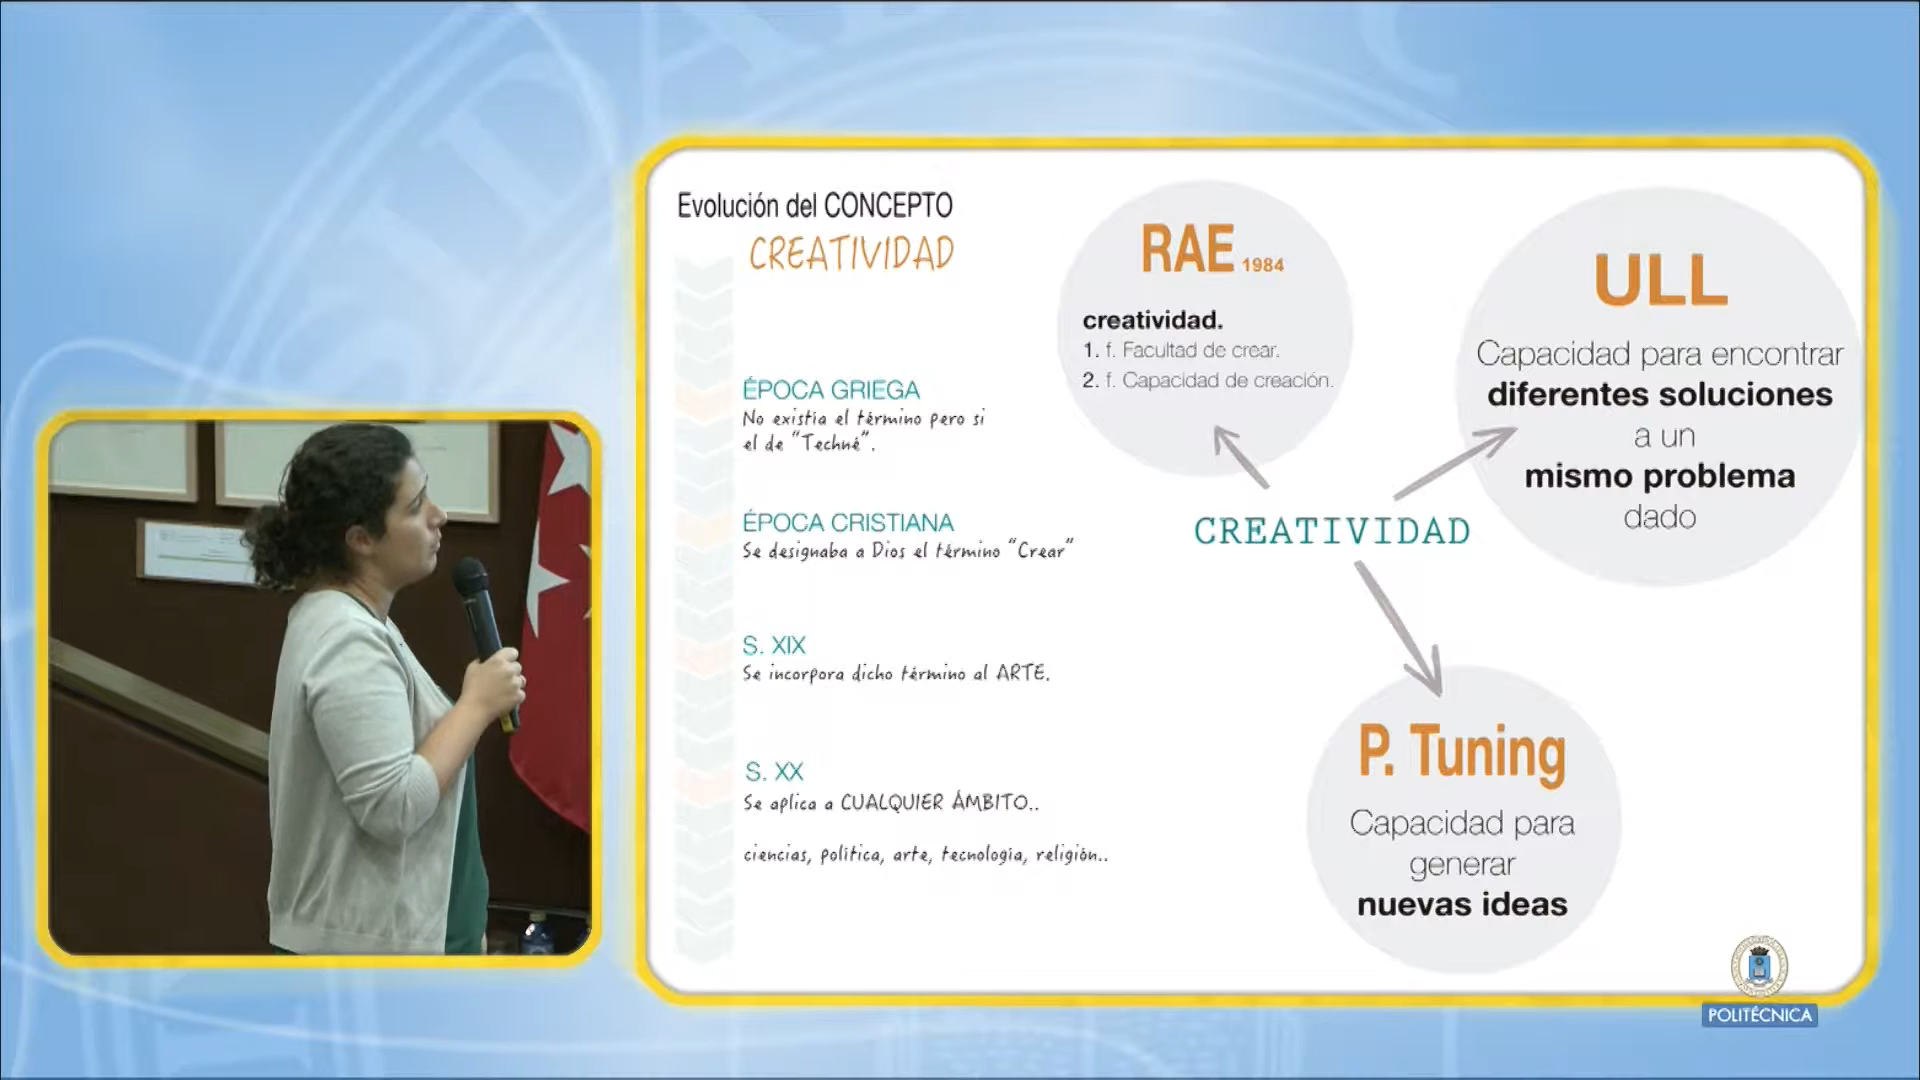 Evolución del CONCEPTO
CREATIVIDAD
ÉPOCA GRIEGA
No existía el término pero si
el de "Techné".
ÉPOCA CRISTIANA
Se designaba a Dios el término "Crear"
S. XIX
Se incorpora dicho término al ARTE.
S. XX
Se aplica a CUALQUIER ÁMBITO..
ciencias, política, arte, tecnología, religión..
RAE 1984
creatividad.
1. f. Facultad de crear.
2. f. Capacidad de creación.
ULL
Capacidad para encontrar
diferentes soluciones
a un
mismo problema
dado
CREATIVIDAD
P. Tuning
Capacidad para
generar
nuevas ideas
POLITÉCNICA